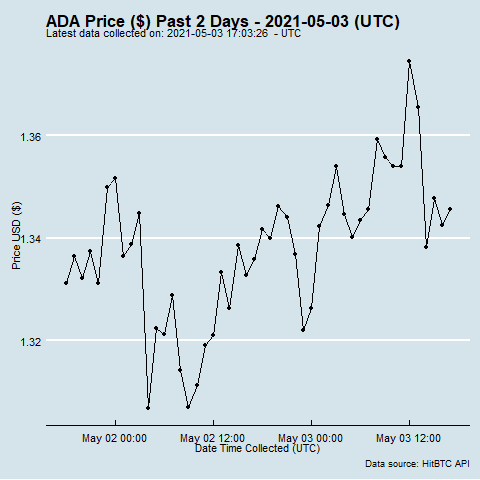 ADA Price ($) Past 2 Days - 2021-05-03 (UTC)
Latest data collected on: 2021-05-03 17:03:26 - UTC
1.36
1.34
1.32
Price USD ($)
May 02 00:00 May 02 12:00 May 03 00:00 May 03 12:00
Date Time Collected (UTC)
Data source: HitBTC API